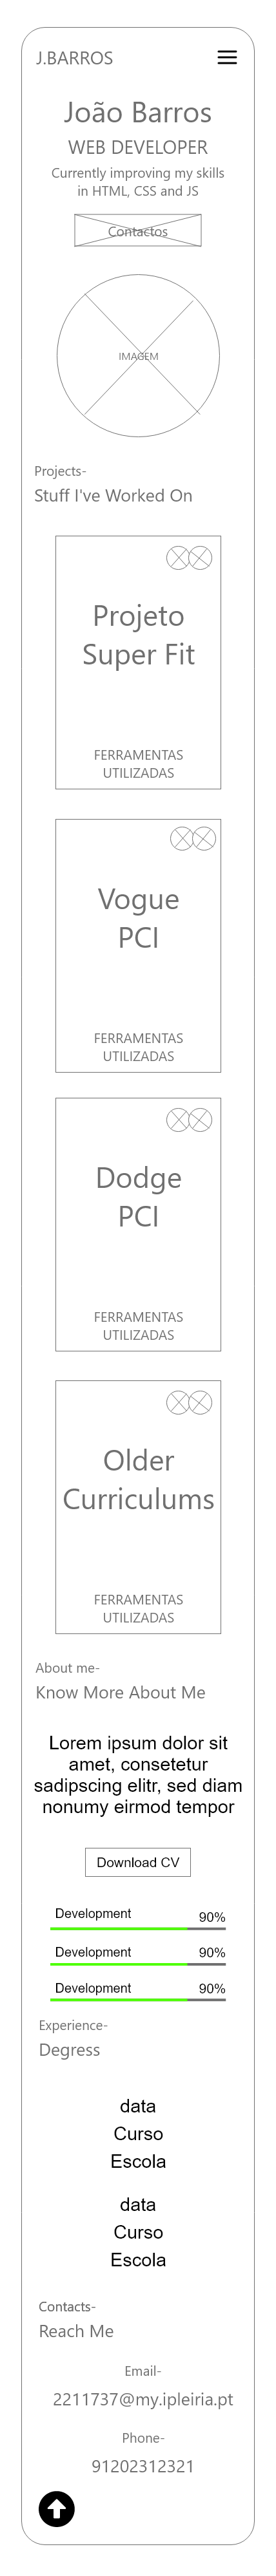 J.BARROS
João Barros
WEB DEVELOPER
Currently improving my skills
in HTML, CSS and JS
Contactos
IMAGEM
Projects-
Stuff I've Worked On
Projeto
Super Fit
FERRAMENTAS
UTILIZADAS
Vogue
PCI
FERRAMENTAS
UTILIZADAS
Dodge
PCI
FERRAMENTAS
UTILIZADAS
Older
Curriculums
FERRAMENTAS
UTILIZADAS
About me-
Know More About Me
Lorem ipsum dolor sit
amet, consetetur
sadipscing elitr, sed diam
nonumy eirmod tempor
Download CV
Development 90%
Development 90%
Development 90%
Experience-
Degress
data
Curso
Escola
data
Curso
Escola
Contacts-
Reach Me
Email-
2211737@my.ipleiria.pt
Phone-
91202312321